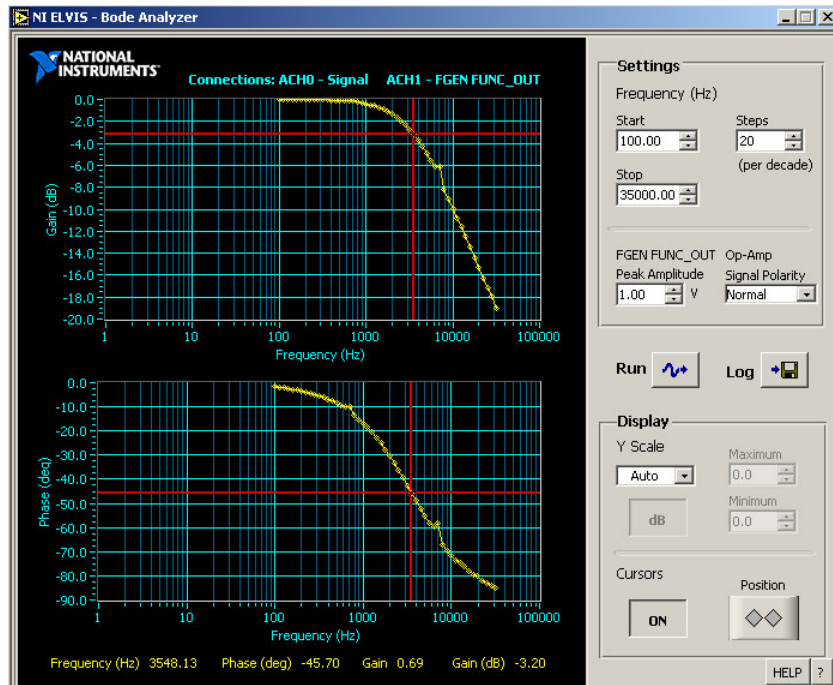 NI ELVIS - Bode Analyzer
NATIONAL
INSTRUMENTS™
Connections: ACH0 - Signal ACH1 - FGEN FUNC_OUT
Gain (dB)
0.0
-2.0
-4.0
-6.0
-8.0
-10.0
-12.0
-14.0
-16.0
-18.0
-20.0
1 10 100 1000 10000 100000
Frequency (Hz)
Phase (deg)
0.0
-10.0
-20.0
-30.0
-40.0
-50.0
-60.0
-70.0
-80.0
-90.0
1 10 100 1000 10000 100000
Frequency (Hz)
Frequency (Hz) 3548.13 Phase (deg) -45.70 Gain 0.69 Gain (dB) -3.20
Settings
Frequency (Hz)
Start Steps
100.00 20
(per decade)
Stop
35000.00
FGEN FUNC_OUT Op-Amp
Peak Amplitude Signal Polarity
1.00 V Normal
Run Log
Display
Y Scale Maximum
Auto 0.0
Minimum
dB 0.0
Cursors Position
ON
HELP ?